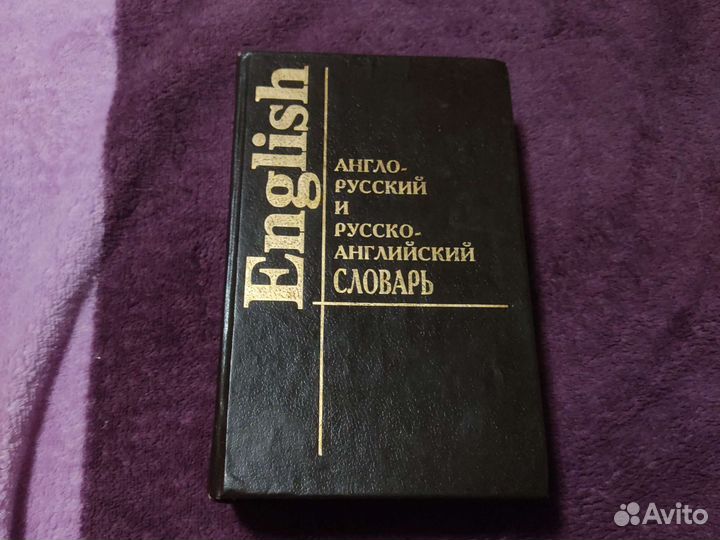 English
АНГЛО-
РУССКИЙ
И
РУССКО-
АНГЛИЙСКИЙ
СЛОВАРЬ
Avito